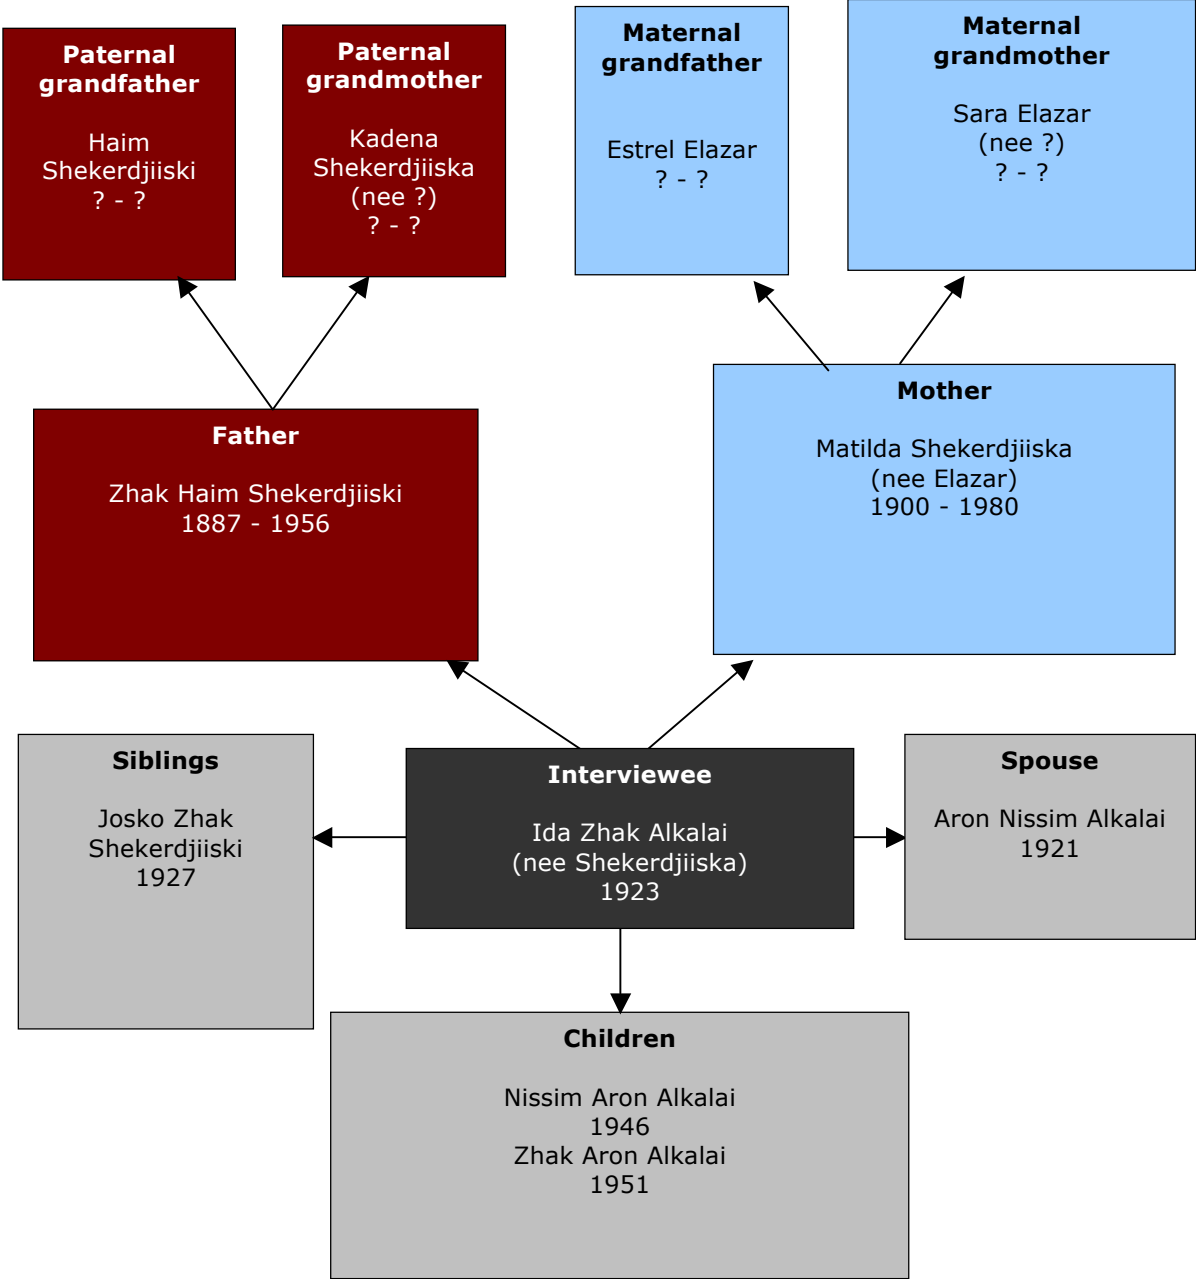 Paternal
grandfather
Haim
Shekerdjiiski
? - ?
Paternal
grandmother
Kadena
Shekerdjiiska
(nee ?)
? - ?
Maternal
grandfather
Estrel Elazar
? - ?
Maternal
grandmother
Sara Elazar
(nee ?)
? - ?
Father
Zhak Haim Shekerdjiiski
1887 - 1956
Mother
Matilda Shekerdjiiska
(nee Elazar)
1900 - 1980
Siblings
Josko Zhak
Shekerdjiiski
1927
Interviewee
Ida Zhak Alkalai
(nee Shekerdjiiska)
1923
Spouse
Aron Nissim Alkalai
1921
Children
Nissim Aron Alkalai
1946
Zhak Aron Alkalai
1951